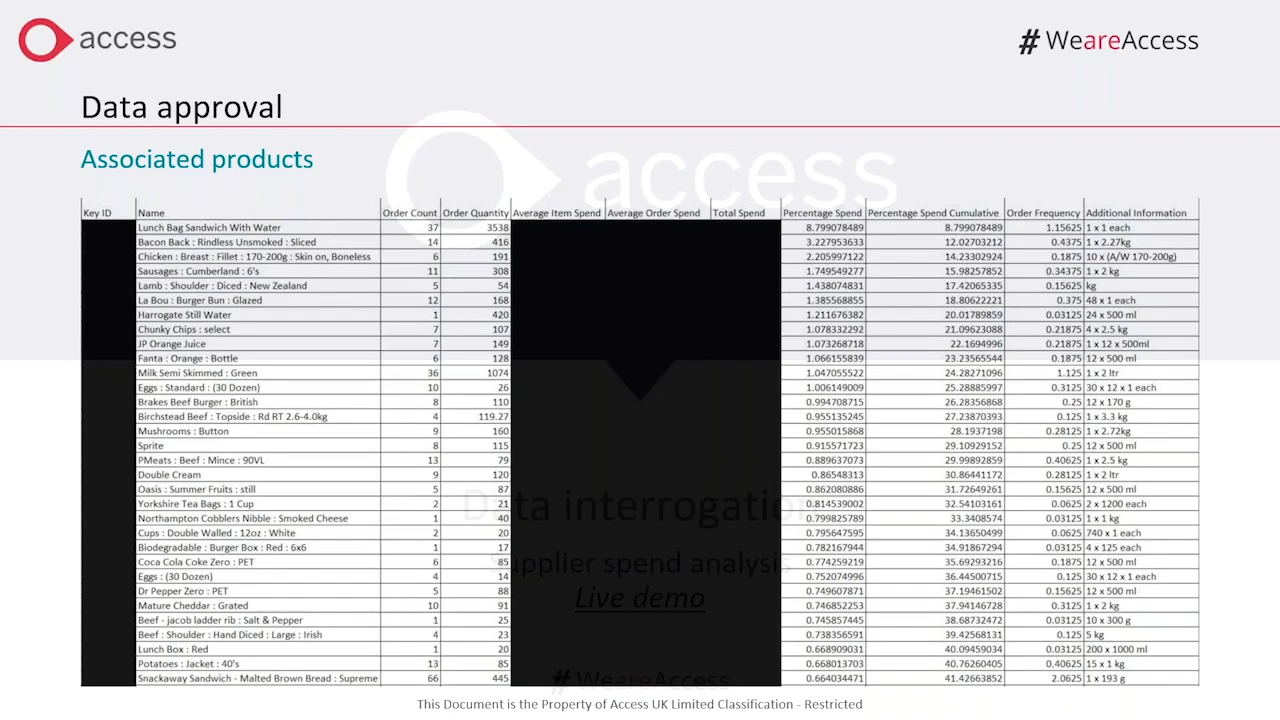 access
# WeareAccess
Data approval
access
Associated products
Key ID Name Order Count Order Quantity Average Item Spend Average Order Spend Total Spend Percentage Spend Percentage Spend Cumulative Order Frequency Additional Information
Lunch Bag Sandwich With Water 37 3538 8.799078489 8.799078489 1.15625 1 x 1 each
Bacon Back : Rindless Unsmoked : Sliced 14 416 3.227953633 12.02703212 0.4375 1 x 2.27kg
Chicken : Breast : Fillet : 170-200g : Skin on, Boneless 6 191 2.205997122 14.23302924 0.1875 10 x (A/W 170-200g)
Sausages : Cumberland : 6's 11 308 1.749549277 15.98257852 0.34375 1 x 2 kg
Lamb : Shoulder : Diced : New Zealand 5 54 1.438074831 17.42065335 0.15625 kg
La Bou : Burger Bun : Glazed 12 168 1.385568855 18.80622221 0.375 48 x 1 each
Harrogate Still Water 1 420 1.211676382 20.01789859 0.03125 24 x 500 ml
Chunky Chips : select 7 107 1.078332292 21.09623088 0.21875 4 x 2.5 kg
JP Orange Juice 7 149 1.073268718 22.1694996 0.21875 1 x 12 x 500ml
Fanta : Orange : Bottle 6 128 1.066155839 23.23565544 0.1875 12 x 500 ml
Milk Semi Skimmed : Green 36 1074 1.047055522 24.28271096 1.125 1 x 2 ltr
Eggs : Standard : (30 Dozen) 10 26 1.006149009 25.28885997 0.3125 30 x 12 x 1 each
Brakes Beef Burger : British 8 110 0.994708715 26.28356868 0.25 12 x 170 g
Birchstead Beef : Topside : Rd RT 2.6-4.0kg 4 119.27 0.955135245 27.23870393 0.125 1 x 3.3 kg
Mushrooms : Button 9 160 0.955015868 28.1937198 0.28125 1 x 2.72kg
Sprite 8 115 0.915571723 29.10929152 0.25 12 x 500 ml
PMeats : Beef : Mince : 90VL 13 79 0.889637073 29.99892859 0.40625 1 x 2.5 kg
Double Cream 9 120 0.86548313 30.86441172 0.28125 1 x 2 ltr
Oasis : Summer Fruits : still 5 87 0.862080886 31.72649261 0.15625 12 x 500 ml
Yorkshire Tea Bags : 1 Cup 2 21 0.814539002 32.54103161 0.0625 2 x 1200 each
Northampton Cobblers Nibble : Smoked Cheese 1 40 0.799825789 33.3408574 0.03125 1 x 1 kg
Cups : Double Walled : 12oz : White 2 20 0.795647595 34.13650499 0.0625 740 x 1 each
Biodegradable : Burger Box : Red : 6x6 1 17 0.782167944 34.91867294 0.03125 4 x 125 each
Coca Cola Coke Zero : PET 6 85 0.774259219 35.69293216 0.1875 12 x 500 ml
Eggs : (30 Dozen) 4 14 0.752074996 36.44500715 0.125 30 x 12 x 1 each
Dr Pepper Zero : PET 5 88 0.749607871 37.19461502 0.15625 12 x 500 ml
Mature Cheddar : Grated 10 91 0.746852253 37.94146728 0.3125 1 x 2 kg
Beef - jacob ladder rib : Salt & Pepper 1 25 0.745857445 38.68732472 0.03125 10 x 300 g
Beef : Shoulder : Hand Diced : Large : Irish 4 23 0.738356591 39.42568131 0.125 5 kg
Lunch Box : Red 1 20 0.668909031 40.09459034 0.03125 200 x 1000 ml
Potatoes : Jacket : 40's 13 85 0.668013703 40.76260405 0.40625 15 x 1 kg
Snackaway Sandwich - Malted Brown Bread : Supreme 66 445 0.664034471 41.42663852 2.0625 1 x 193 g
Data interrogation
Supplier spend analysis
Live demo
# WeareAccess
This Document is the Property of Access UK Limited Classification - Restricted